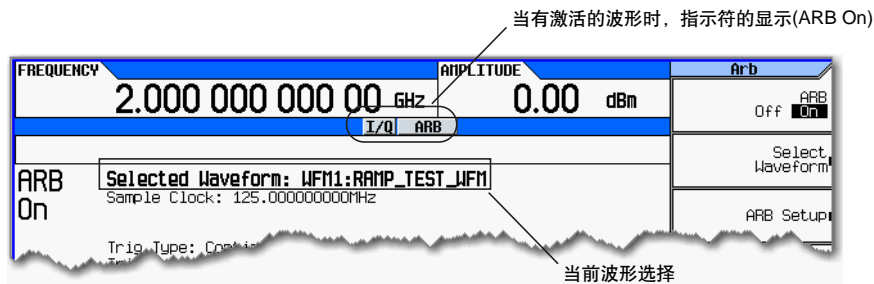 当有激活的波形时，指示符的显示(ARB On)
FREQUENCY
AMPLITUDE
Arb
2.000 000 000 00 GHz
0.00 dBm
ARB
Off On
I/Q ARB
Select
Waveform
ARB
On
Selected Waveform: WFM1:RAMP_TEST_WFM
Sample Clock: 125.000000000MHz
ARB Setup
Trig Type:
当前波形选择